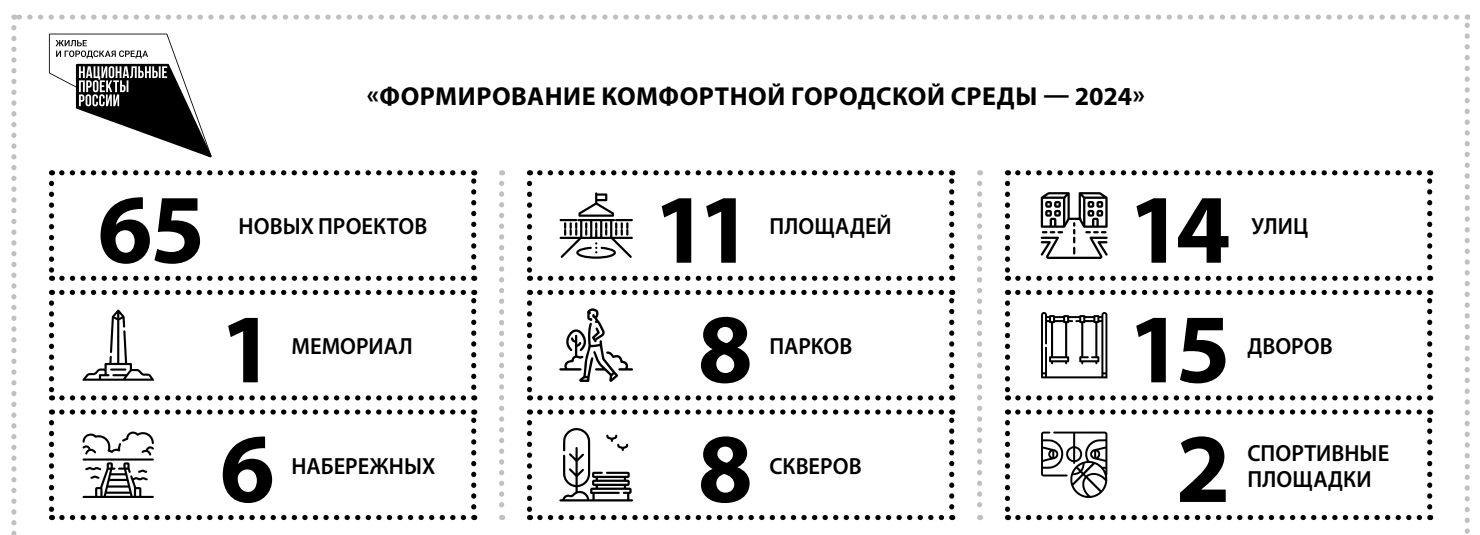 ЖИЛЬЕ
И ГОРОДСКАЯ СРЕДА
НАЦИОНАЛЬНЫЕ
ПРОЕКТЫ
РОССИИ
«ФОРМИРОВАНИЕ КОМФОРТНОЙ ГОРОДСКОЙ СРЕДЫ — 2024»
65 НОВЫХ ПРОЕКТОВ
11 ПЛОЩАДЕЙ
14 УЛИЦ
1 МЕМОРИАЛ
8 ПАРКОВ
15 ДВОРОВ
6 НАБЕРЕЖНЫХ
8 СКВЕРОВ
2 СПОРТИВНЫЕ
ПЛОЩАДКИ